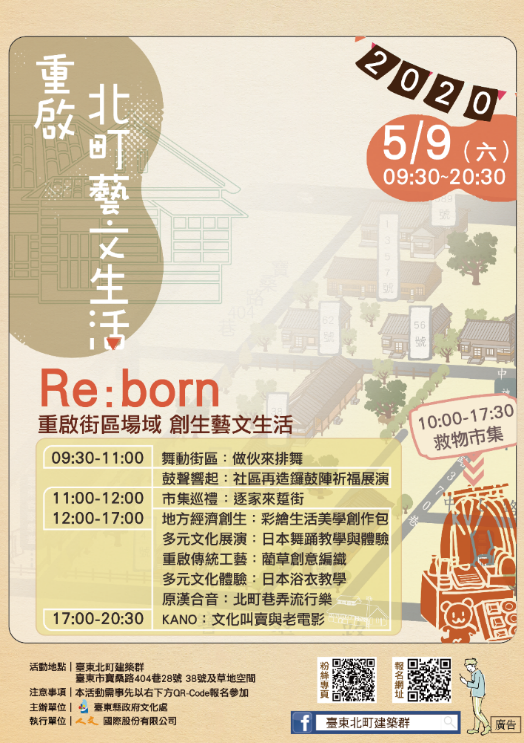 重啟
北町藝文生活
2020
5/9(六)
09:30~20:30
62號
56號
404巷
Re:born
重啟街區場域 創生藝文生活
10:00-17:30
救物市集
09:30-11:00 舞動街區:做伙來排舞
鼓聲響起:社區再造鑼鼓陣祈福展演
11:00-12:00 市集巡禮:逐家來踅街
12:00-17:00 地方經濟創生:彩繪生活美學創作包
多元文化展演:日本舞踊教學與體驗
重啟傳統工藝:藺草創意編織
多元文化體驗:日本浴衣教學
原漢合音:北町巷弄流行樂
17:00-20:30 KANO:文化叫賣與老電影
活動地點|臺東北町建築群
臺東市寶桑路404巷28號 38號及草地空間
注意事項|本活動需事先以右下方QR-Code報名參加
主辦單位|臺東縣政府文化處
執行單位|人文 國際股份有限公司
粉絲專頁
報名網址
f 臺東北町建築群
廣告